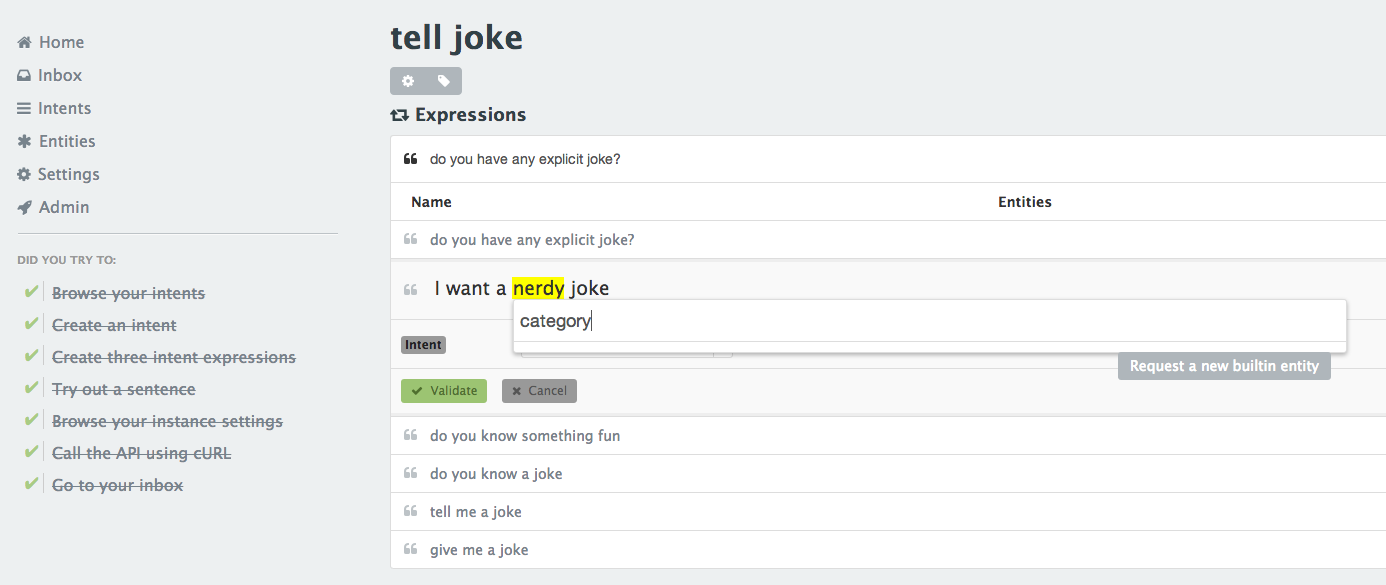 Home
Inbox
Intents
Entities
Settings
Admin
DID YOU TRY TO:
Browse your intents
Create an intent
Create three intent expressions
Try out a sentence
Browse your instance settings
Call the API using cURL
Go to your inbox
tell joke
Expressions
do you have any explicit joke?
Name Entities
do you have any explicit joke?
I want a nerdy joke
category
Intent
Request a new builtin entity
Validate Cancel
do you know something fun
do you know a joke
tell me a joke
give me a joke